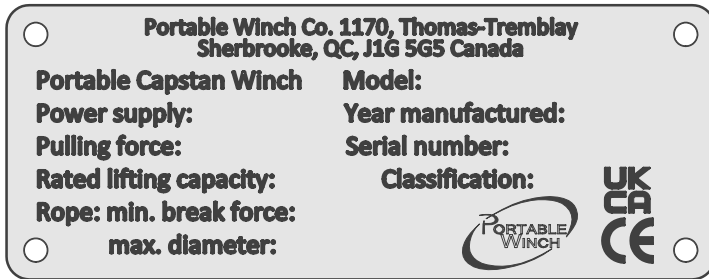 Portable Winch Co. 1170, Thomas-Tremblay
Sherbrooke, QC, J1G 5G5 Canada
Portable Capstan Winch Model:
Power supply: Year manufactured:
Pulling force: Serial number:
Rated lifting capacity: Classification:
Rope: min. break force:
max. diameter:
PORTABLE
WINCH
UK
CA
CE